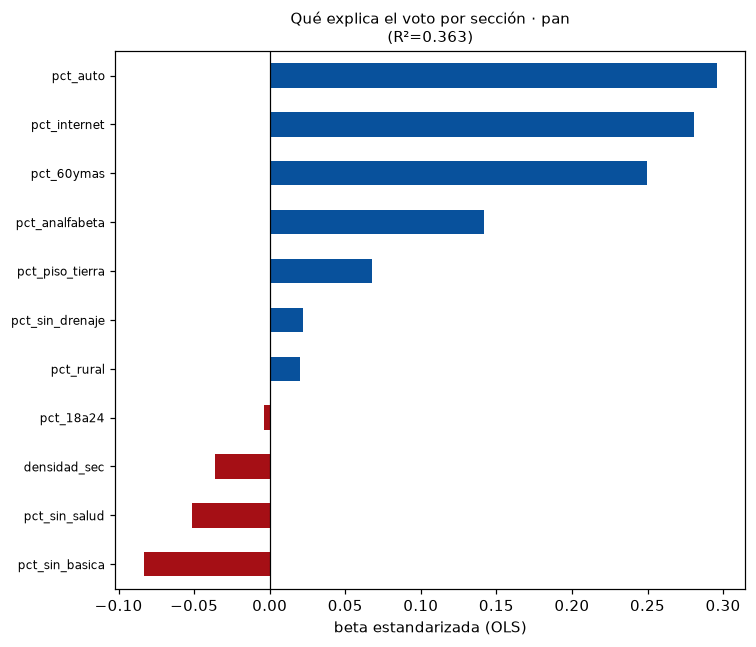 Qué explica el voto por sección · pan
(R²=0.363)
pct_auto
pct_internet
pct_60ymas
pct_analfabeta
pct_piso_tierra
pct_sin_drenaje
pct_rural
pct_18a24
densidad_sec
pct_sin_salud
pct_sin_basica
−0.10 −0.05 0.00 0.05 0.10 0.15 0.20 0.25 0.30
beta estandarizada (OLS)